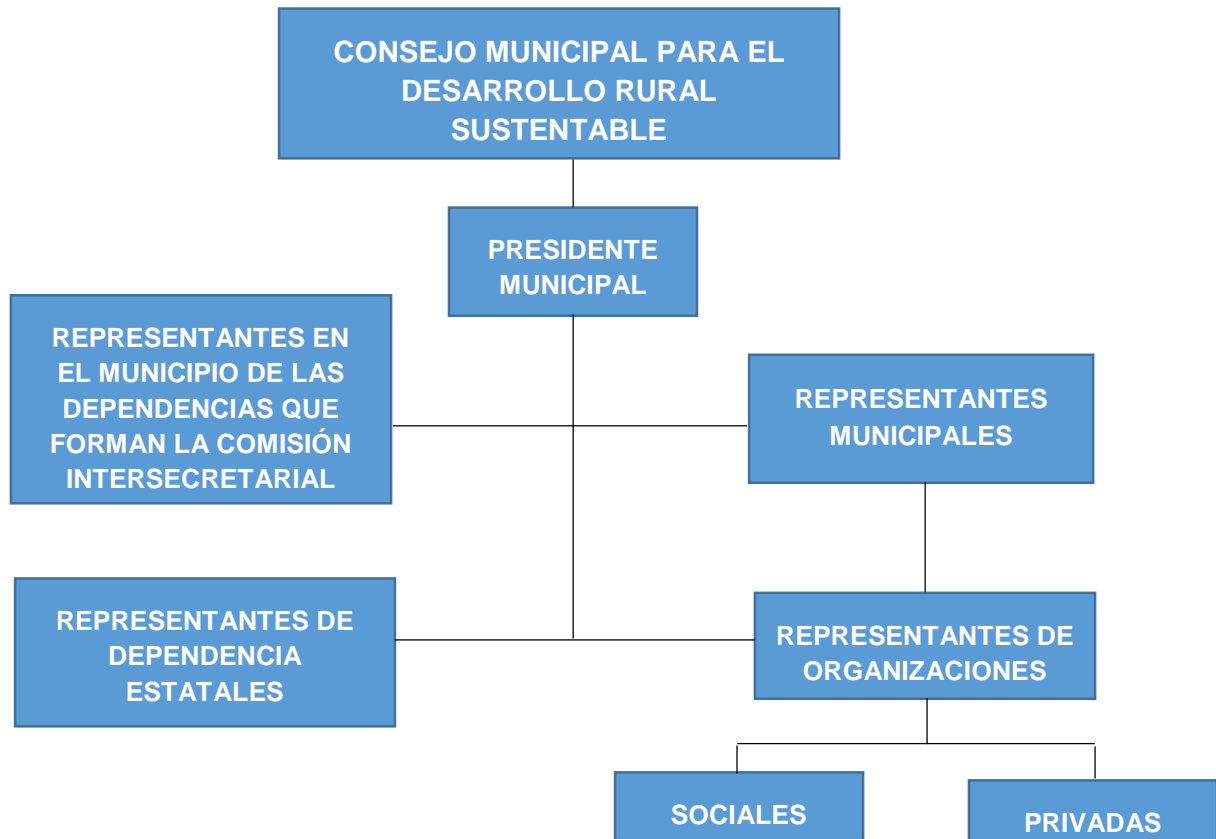 CONSEJO MUNICIPAL PARA EL
DESARROLLO RURAL
SUSTENTABLE
PRESIDENTE
MUNICIPAL
REPRESENTANTES EN
EL MUNICIPIO DE LAS
DEPENDENCIAS QUE
FORMAN LA COMISIÓN
INTERSECRETARIAL
REPRESENTANTES
MUNICIPALES
REPRESENTANTES DE
DEPENDENCIA
ESTATALES
REPRESENTANTES DE
ORGANIZACIONES
SOCIALES
PRIVADAS